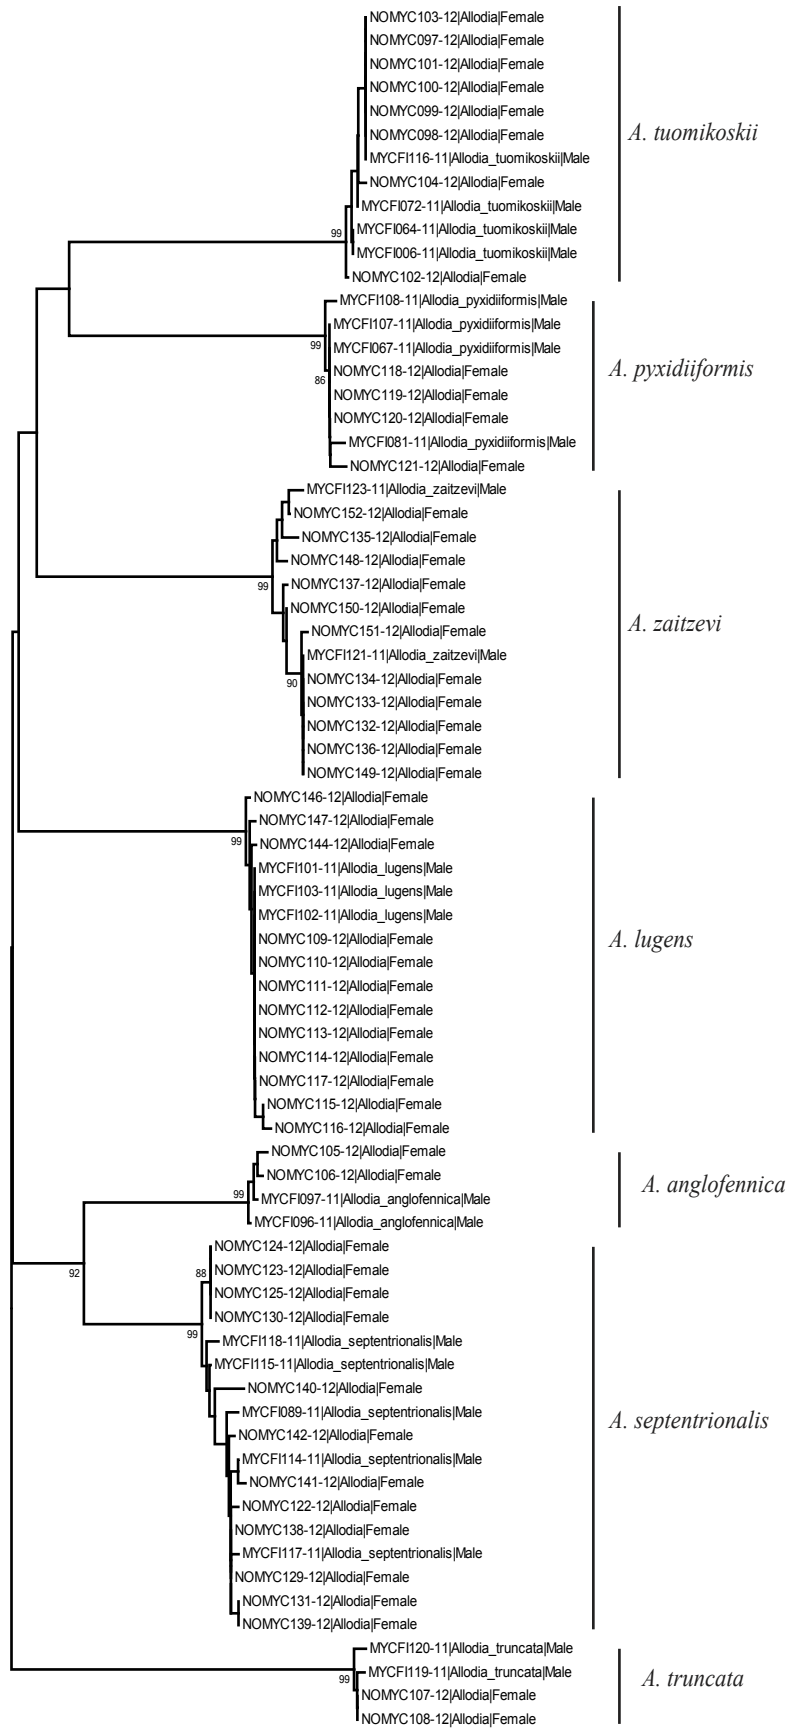 NOMYC103-12|Allodia|Female
NOMYC097-12|Allodia|Female
NOMYC101-12|Allodia|Female
NOMYC100-12|Allodia|Female
NOMYC099-12|Allodia|Female
NOMYC098-12|Allodia|Female
A. tuomikoskii
MYCFI116-11|Allodia_tuomikoskii|Male
NOMYC104-12|Allodia|Female
MYCFI072-11|Allodia_tuomikoskii|Male
MYCFI064-11|Allodia_tuomikoskii|Male
99
MYCFI006-11|Allodia_tuomikoskii|Male
NOMYC102-12|Allodia|Female
MYCFI108-11|Allodia_pyxidiiformis|Male
MYCFI107-11|Allodia_pyxidiiformis|Male
99
MYCFI067-11|Allodia_pyxidiiformis|Male
NOMYC118-12|Allodia|Female
A. pyxidiiformis
86
NOMYC119-12|Allodia|Female
NOMYC120-12|Allodia|Female
MYCFI081-11|Allodia_pyxidiiformis|Male
NOMYC121-12|Allodia|Female
MYCFI123-11|Allodia_zaitzevi|Male
NOMYC152-12|Allodia|Female
NOMYC135-12|Allodia|Female
NOMYC148-12|Allodia|Female
99
NOMYC137-12|Allodia|Female
NOMYC150-12|Allodia|Female
A. zaitzevi
NOMYC151-12|Allodia|Female
MYCFI121-11|Allodia_zaitzevi|Male
90
NOMYC134-12|Allodia|Female
NOMYC133-12|Allodia|Female
NOMYC132-12|Allodia|Female
NOMYC136-12|Allodia|Female
NOMYC149-12|Allodia|Female
NOMYC146-12|Allodia|Female
NOMYC147-12|Allodia|Female
99
NOMYC144-12|Allodia|Female
MYCFI101-11|Allodia_lugens|Male
MYCFI103-11|Allodia_lugens|Male
MYCFI102-11|Allodia_lugens|Male
NOMYC109-12|Allodia|Female
A. lugens
NOMYC110-12|Allodia|Female
NOMYC111-12|Allodia|Female
NOMYC112-12|Allodia|Female
NOMYC113-12|Allodia|Female
NOMYC114-12|Allodia|Female
NOMYC117-12|Allodia|Female
NOMYC115-12|Allodia|Female
NOMYC116-12|Allodia|Female
NOMYC105-12|Allodia|Female
NOMYC106-12|Allodia|Female
A. anglofennica
99
MYCFI097-11|Allodia_anglofennica|Male
MYCFI096-11|Allodia_anglofennica|Male
NOMYC124-12|Allodia|Female
92
88
NOMYC123-12|Allodia|Female
NOMYC125-12|Allodia|Female
NOMYC130-12|Allodia|Female
99
MYCFI118-11|Allodia_septentrionalis|Male
MYCFI115-11|Allodia_septentrionalis|Male
NOMYC140-12|Allodia|Female
MYCFI089-11|Allodia_septentrionalis|Male
A. septentrionalis
NOMYC142-12|Allodia|Female
MYCFI114-11|Allodia_septentrionalis|Male
NOMYC141-12|Allodia|Female
NOMYC122-12|Allodia|Female
NOMYC138-12|Allodia|Female
MYCFI117-11|Allodia_septentrionalis|Male
NOMYC129-12|Allodia|Female
NOMYC131-12|Allodia|Female
NOMYC139-12|Allodia|Female
MYCFI120-11|Allodia_truncata|Male
99
MYCFI119-11|Allodia_truncata|Male
A. truncata
NOMYC107-12|Allodia|Female
NOMYC108-12|Allodia|Female